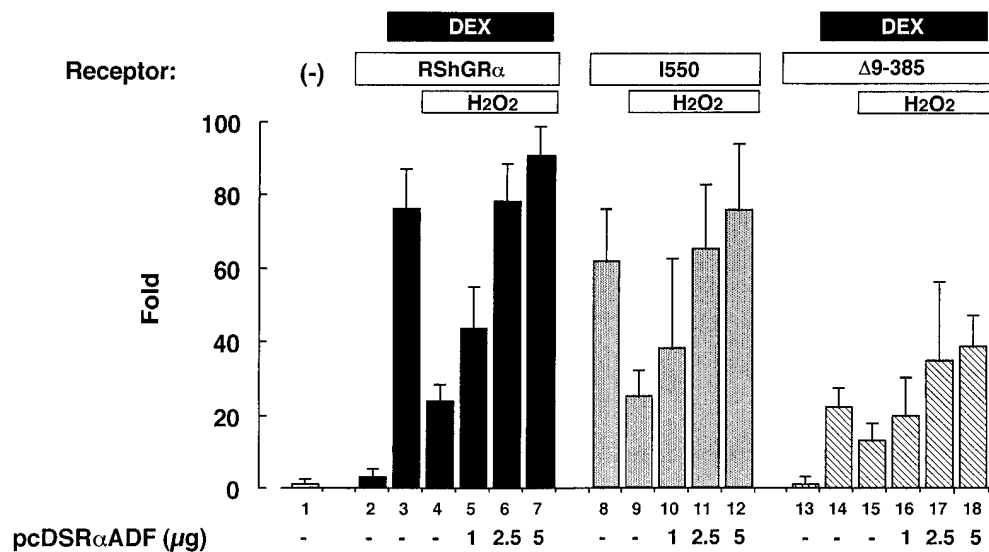 DEX DEX
Receptor: (-) RShGRα I550 Δ9-385
H2O2 H2O2 H2O2
100
80
60
40
20
0
Fold
1 2 3 4 5 6 7 8 9 10 11 12 13 14 15 16 17 18
pcDSRαADF (μg) - - - - 1 2.5 5 - - 1 2.5 5 - - - 1 2.5 5